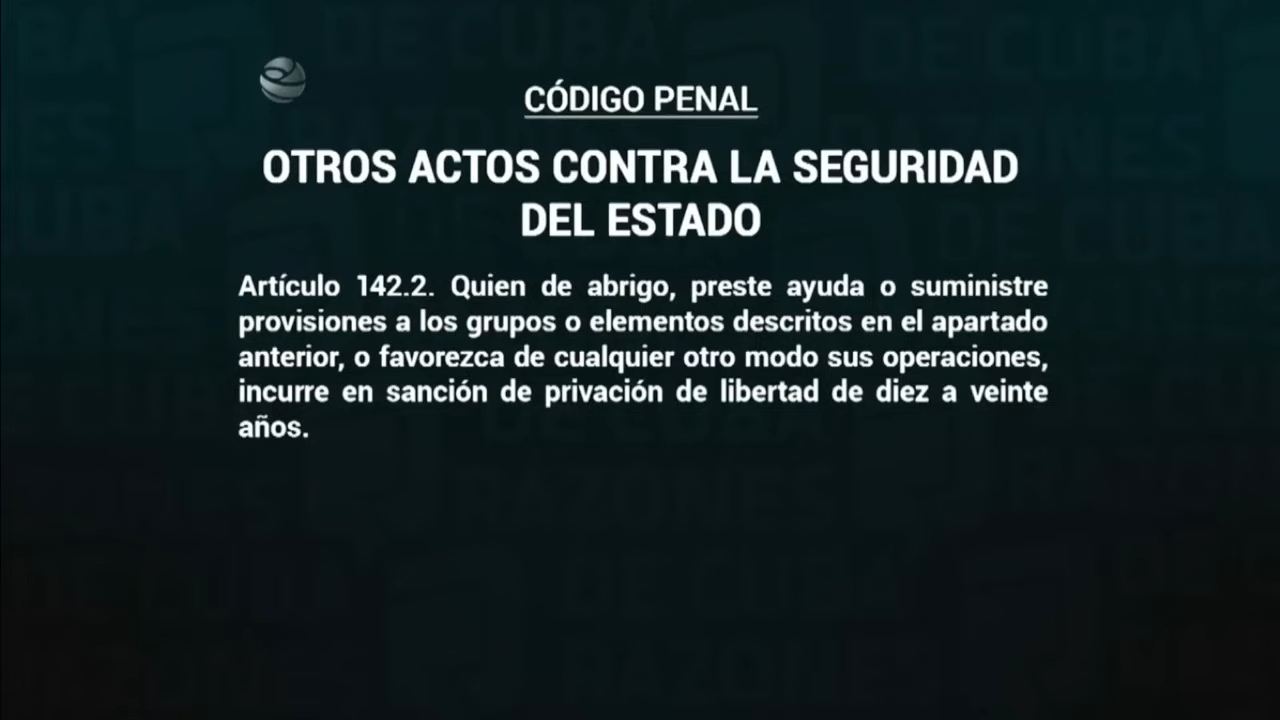 CÓDIGO PENAL
OTROS ACTOS CONTRA LA SEGURIDAD
DEL ESTADO
Artículo 142.2. Quien de abrigo, preste ayuda o suministre
provisiones a los grupos o elementos descritos en el apartado
anterior, o favorezca de cualquier otro modo sus operaciones,
incurre en sanción de privación de libertad de diez a veinte
años.